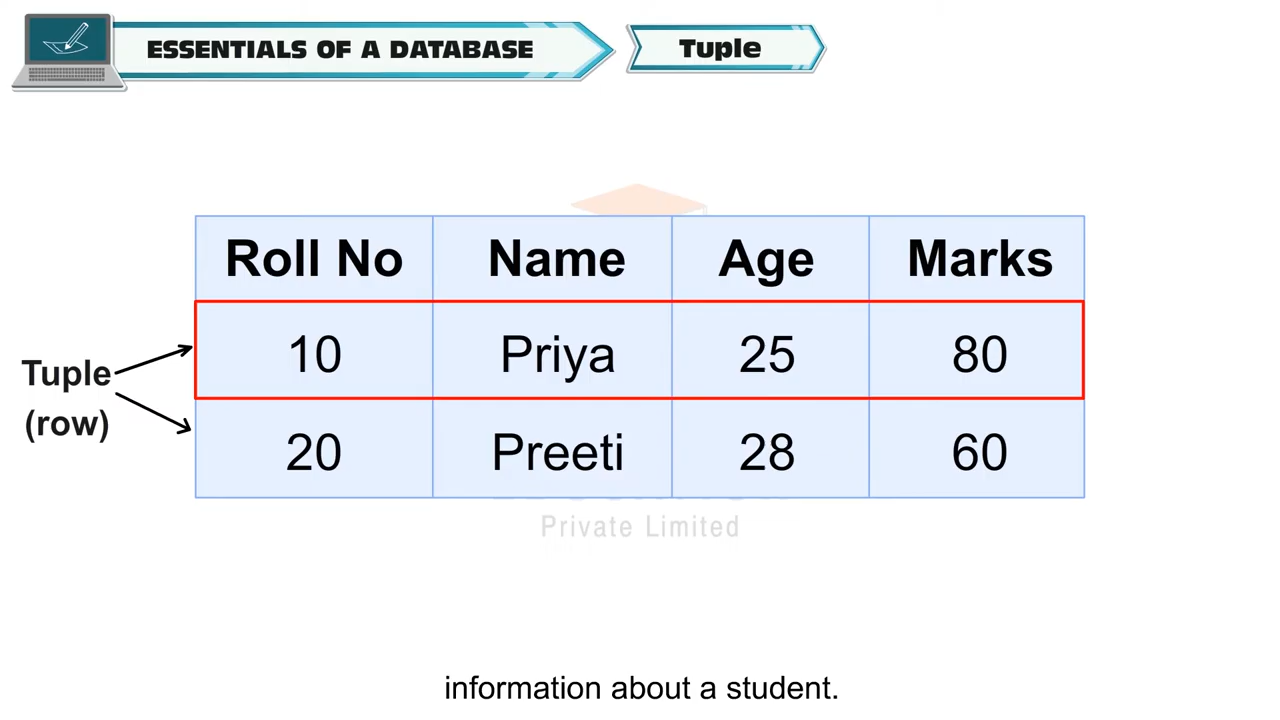 ESSENTIALS OF A DATABASE
Tuple
Roll No Name Age Marks
10 Priya 25 80
Tuple
(row)
20 Preeti 28 60
Private Limited
information about a student.